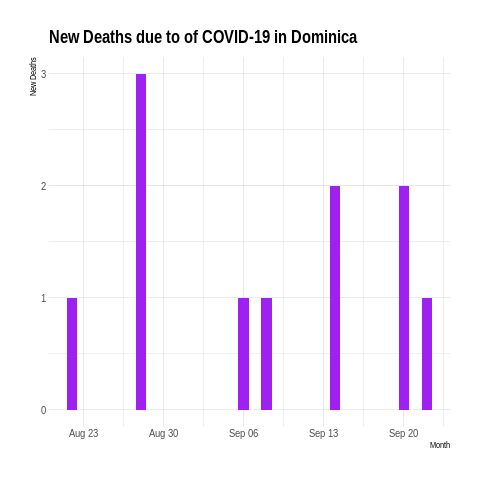 New Deaths due to of COVID-19 in Dominica
New Deaths
3
2
1
0
Aug 23 Aug 30 Sep 06 Sep 13 Sep 20
Month